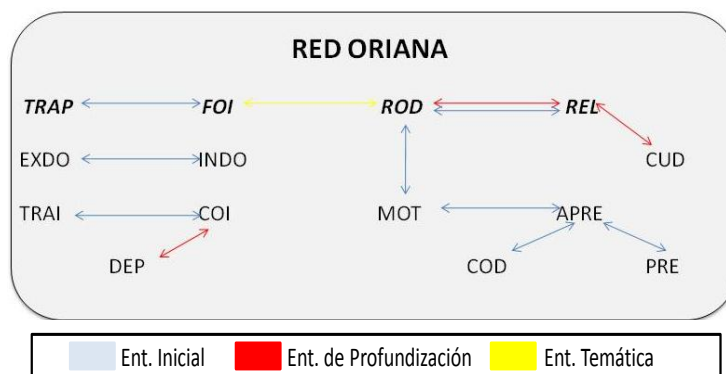 RED ORIANA
TRAP FOI ROD REL
EXDO INDO CUD
TRAI COI MOT APRE
DEP COD PRE
Ent. Inicial Ent. de Profundización Ent. Temática